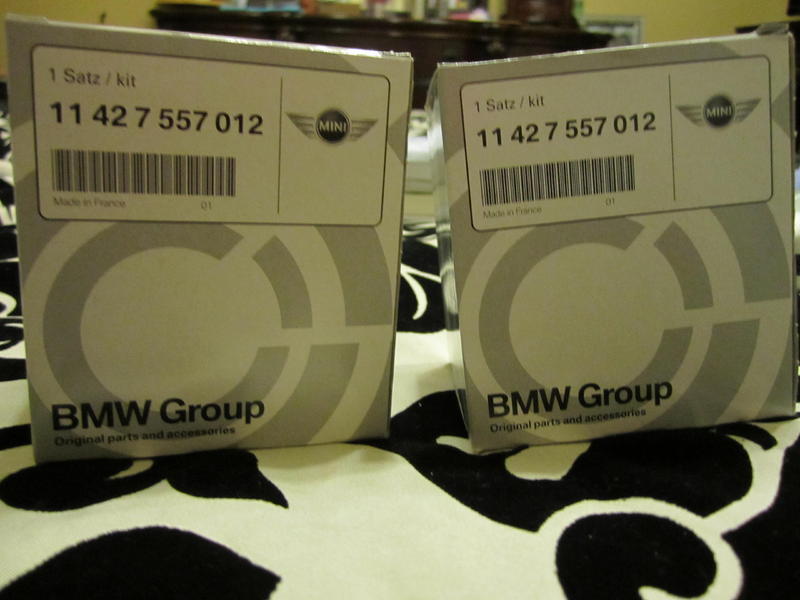 1 Satz / kit
11 42 7 557 012
MINI
Made in France 01
BMW Group
Original parts and accessories
1 Satz / kit
11 42 7 557 012
MINI
Made in France 01
BMW Group
Original parts and accessories